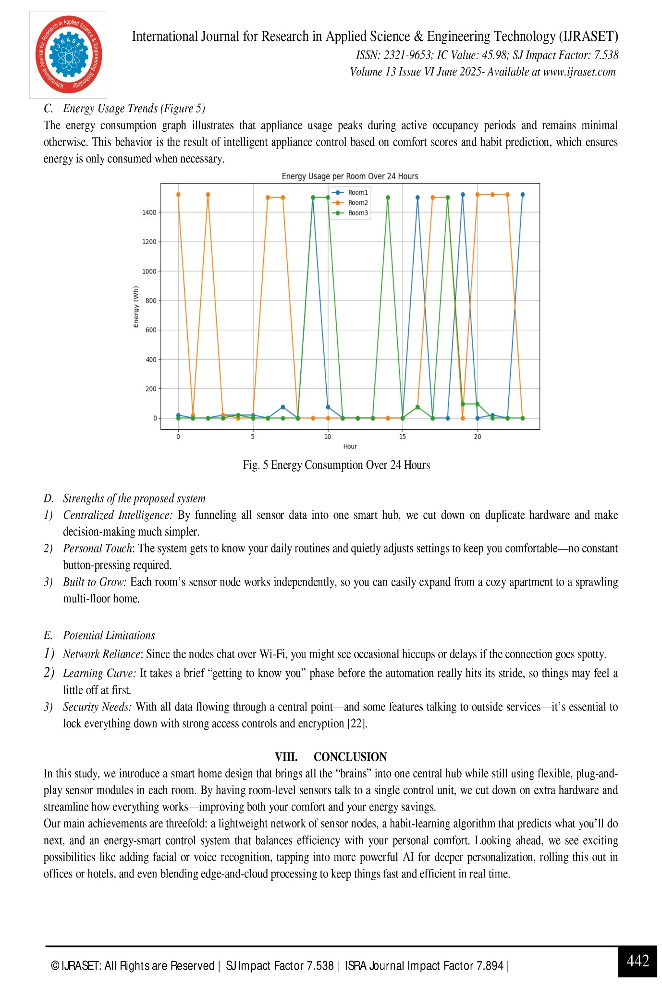 International Journal for Research in Applied Science & Engineering Technology
IJRASET
International Journal for Research in Applied Science & Engineering Technology (IJRASET)
ISSN: 2321-9653; IC Value: 45.98; SJ Impact Factor: 7.538
Volume 13 Issue VI June 2025- Available at www.ijraset.com
C. Energy Usage Trends (Figure 5)
The energy consumption graph illustrates that appliance usage peaks during active occupancy periods and remains minimal
otherwise. This behavior is the result of intelligent appliance control based on comfort scores and habit prediction, which ensures
energy is only consumed when necessary.
Energy Usage per Room Over 24 Hours
Room1
Room2
Room3
1400
1200
1000
800
600
400
200
0
Energy (Wh)
0 5 10 15 20
Hour
Fig. 5 Energy Consumption Over 24 Hours
D. Strengths of the proposed system
1) Centralized Intelligence: By funneling all sensor data into one smart hub, we cut down on duplicate hardware and make
decision-making much simpler.
2) Personal Touch: The system gets to know your daily routines and quietly adjusts settings to keep you comfortable—no constant
button-pressing required.
3) Built to Grow: Each room’s sensor node works independently, so you can easily expand from a cozy apartment to a sprawling
multi-floor home.
E. Potential Limitations
1) Network Reliance: Since the nodes chat over Wi-Fi, you might see occasional hiccups or delays if the connection goes spotty.
2) Learning Curve: It takes a brief “getting to know you” phase before the automation really hits its stride, so things may feel a
little off at first.
3) Security Needs: With all data flowing through a central point—and some features talking to outside services—it’s essential to
lock everything down with strong access controls and encryption [22].
VIII. CONCLUSION
In this study, we introduce a smart home design that brings all the “brains” into one central hub while still using flexible, plug-and-
play sensor modules in each room. By having room-level sensors talk to a single control unit, we cut down on extra hardware and
streamline how everything works—improving both your comfort and your energy savings.
Our main achievements are threefold: a lightweight network of sensor nodes, a habit-learning algorithm that predicts what you’ll do
next, and an energy-smart control system that balances efficiency with your personal comfort. Looking ahead, we see exciting
possibilities like adding facial or voice recognition, tapping into more powerful AI for deeper personalization, rolling this out in
offices or hotels, and even blending edge-and-cloud processing to keep things fast and efficient in real time.
© IJRASET: All Rights are Reserved | SJ Impact Factor 7.538 | ISRA Journal Impact Factor 7.894 |
442